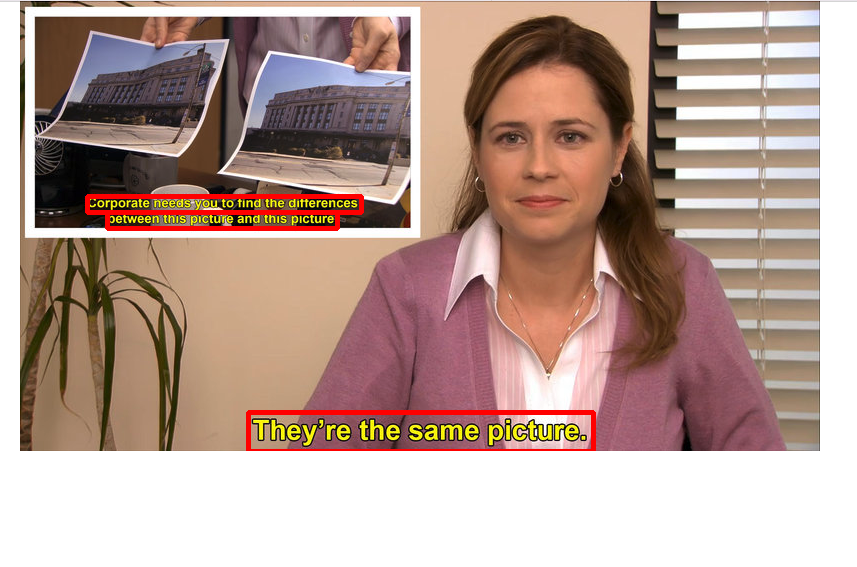 Corporate needs you to find the differences
between this picture and this picture
They're the same picture.